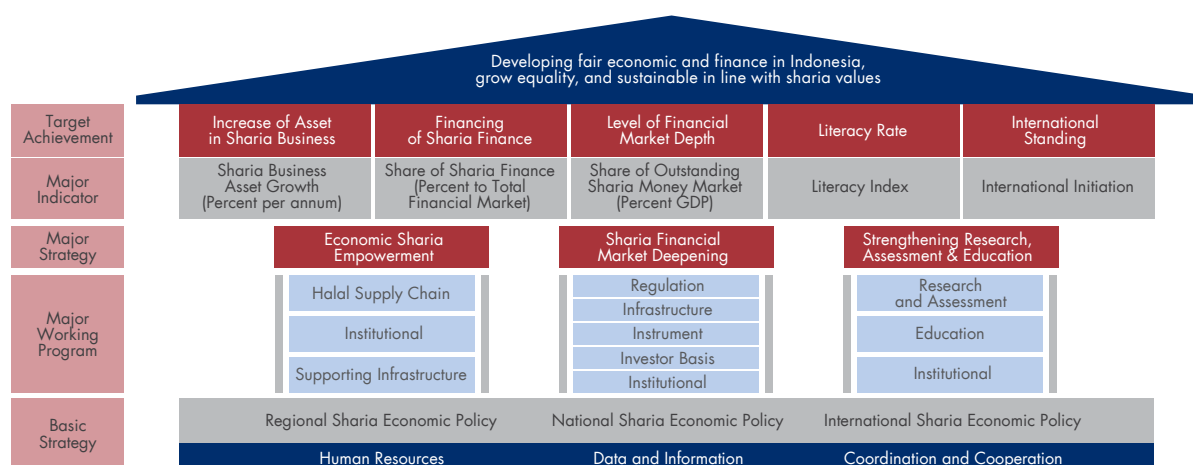 Developing fair economic and finance in Indonesia,
grow equality, and sustainable in line with sharia values
Target
Achievement
Increase of Asset
in Sharia Business
Financing
of Sharia Finance
Level of Financial
Market Depth
Literacy Rate
International
Standing
Major
Indicator
Sharia Business
Asset Growth
(Percent per annum)
Share of Sharia Finance
(Percent to Total
Financial Market)
Share of Outstanding
Sharia Money Market
(Percent GDP)
Literacy Index
International Initiation
Major
Strategy
Economic Sharia
Empowerment
Sharia Financial
Market Deepening
Strengthening Research,
Assessment & Education
Major
Working
Program
Halal Supply Chain
Institutional
Supporting Infrastructure
Regulation
Infrastructure
Instrument
Investor Basis
Institutional
Research
and Assessment
Education
Institutional
Basic
Strategy
Regional Sharia Economic Policy
National Sharia Economic Policy
International Sharia Economic Policy
Human Resources
Data and Information
Coordination and Cooperation